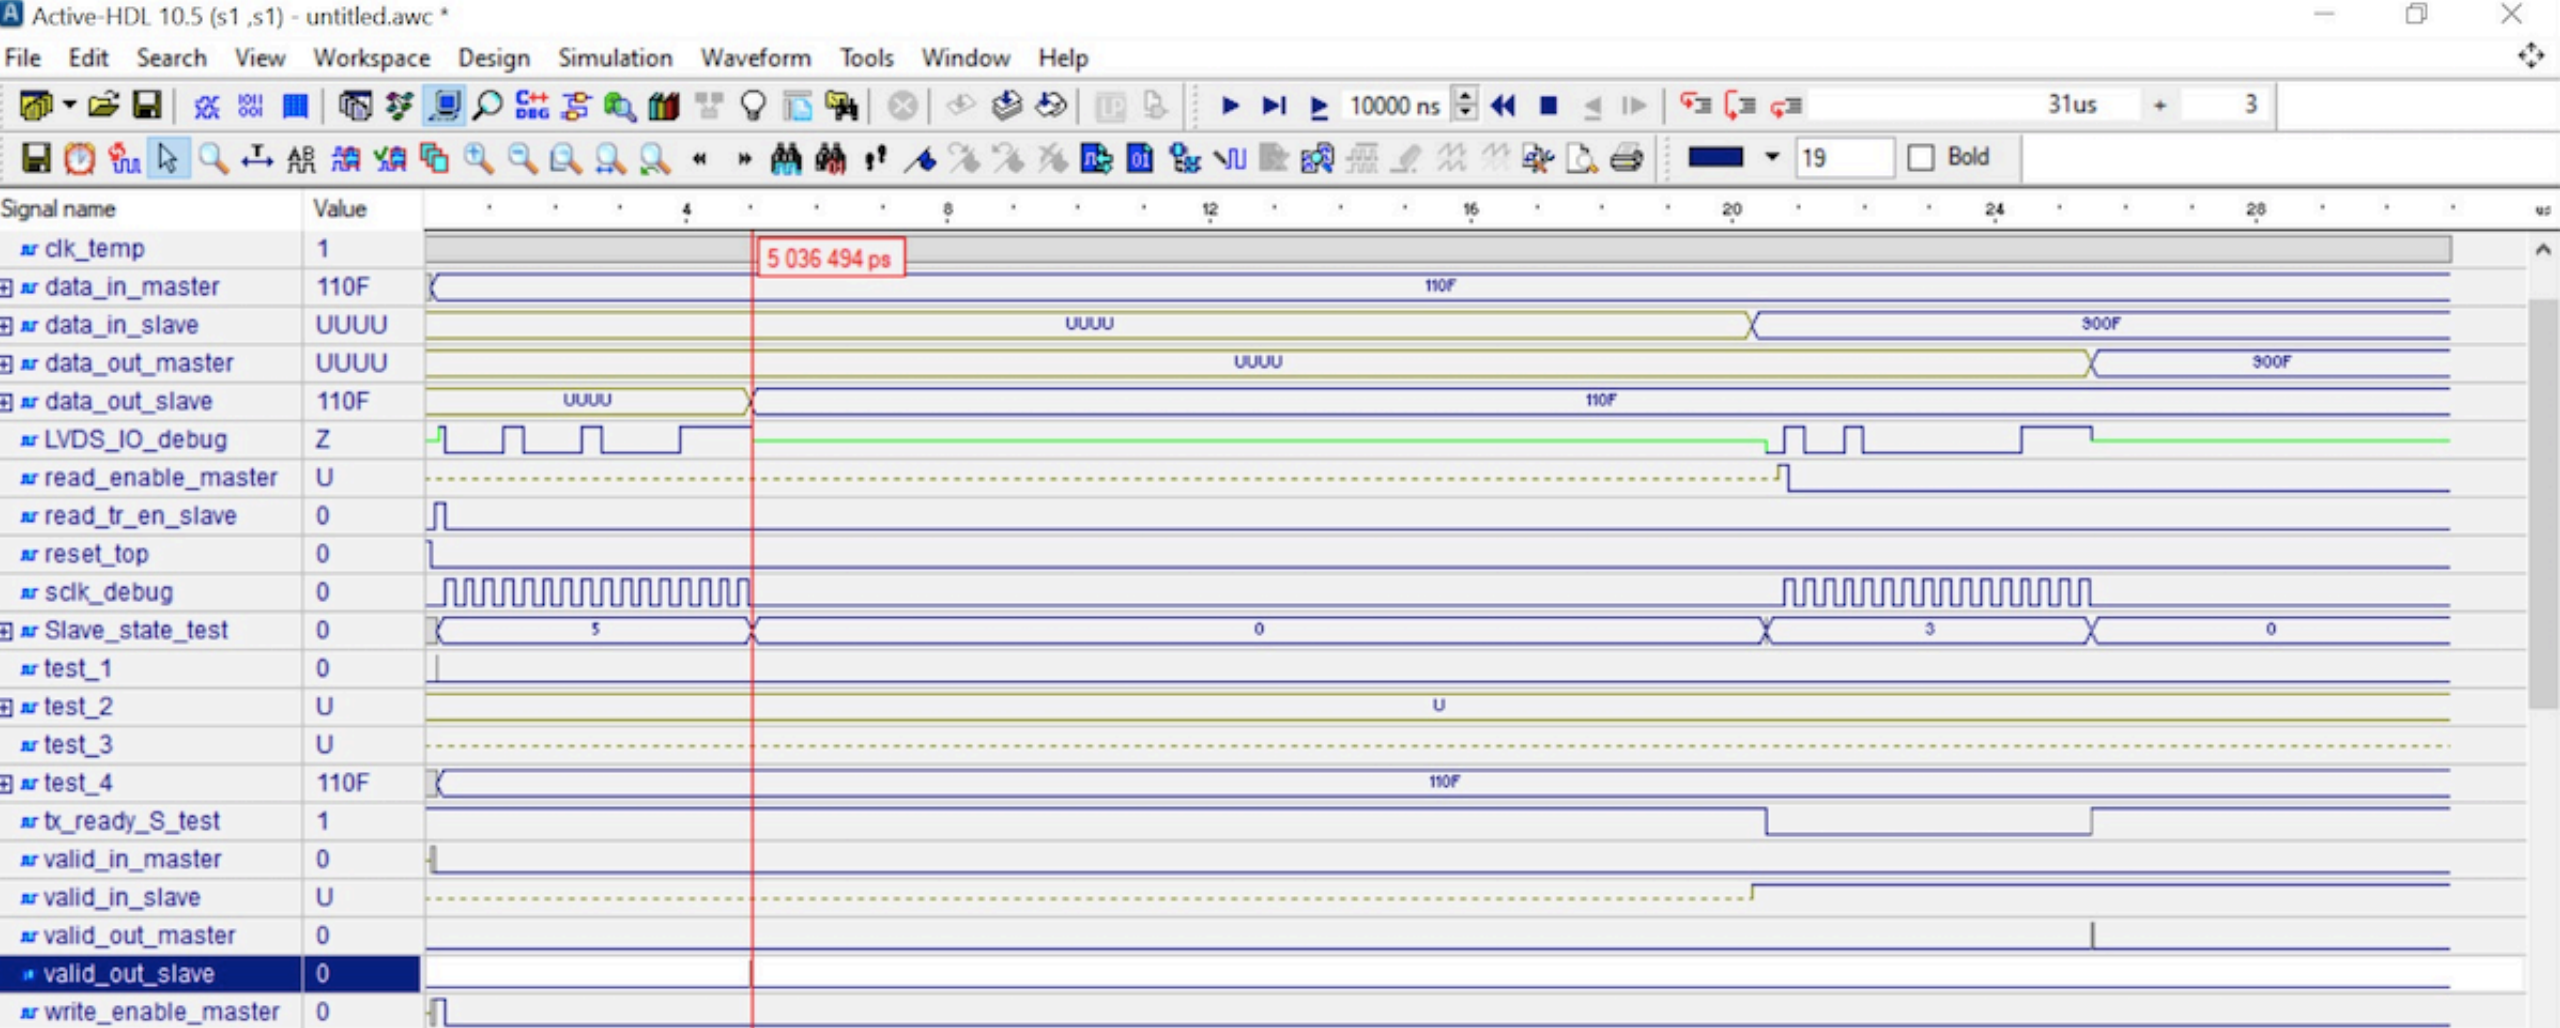 Active-HDL 10.5 (s1 ,s1) - untitled.awc *
File Edit Search View Workspace Design Simulation Waveform Tools Window Help
10000 ns 31us + 3
19 Bold
Signal name Value 4 8 12 16 20 24 28 us
clk_temp 1 5 036 494 ps
data_in_master 110F 110F
data_in_slave UUUU UUUU 900F
data_out_master UUUU UUUU 900F
data_out_slave 110F UUUU 110F
LVDS_IO_debug Z
read_enable_master U
read_tr_en_slave 0
reset_top 0
sclk_debug 0
Slave_state_test 0 5 0 3 0
test_1 0
test_2 U U
test_3 U
test_4 110F 110F
tx_ready_S_test 1
valid_in_master 0
valid_in_slave U
valid_out_master 0
valid_out_slave 0
write_enable_master 0